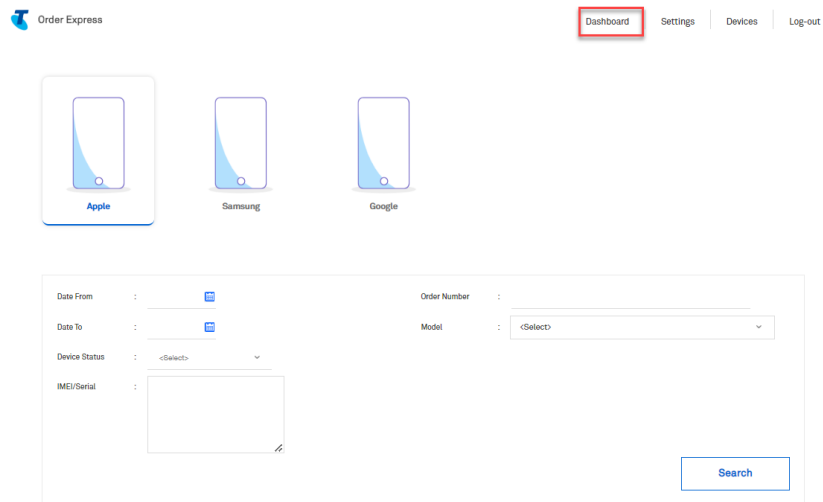 Order Express
Dashboard Settings Devices Log-out
Apple Samsung Google
Date From : Order Number :
Date To : Model : <Select>
Device Status : <Select>
IMEI/Serial :
Search